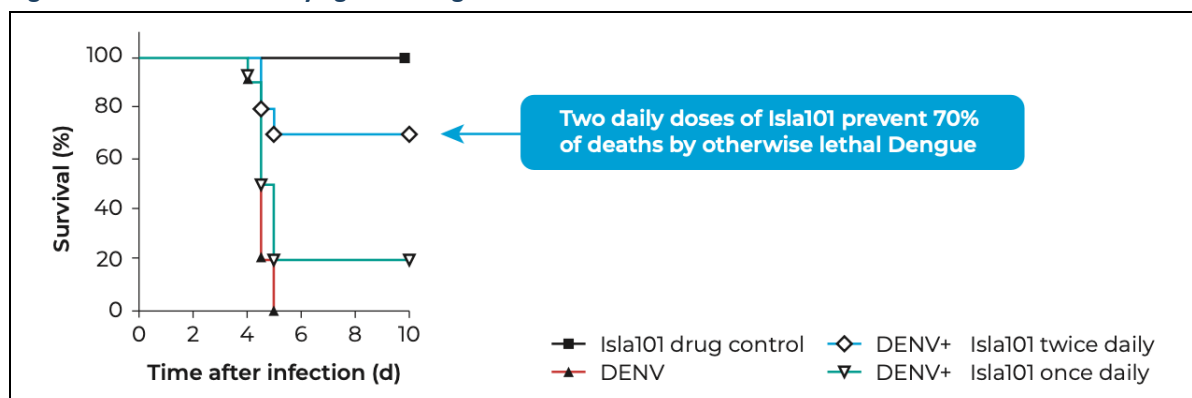 100
80
60
40
20
0
Survival (%)
0 2 4 6 8 10
Time after infection (d)
Two daily doses of Isla101 prevent 70%
of deaths by otherwise lethal Dengue
Isla101 drug control
DENV
DENV+ Isla101 twice daily
DENV+ Isla101 once daily